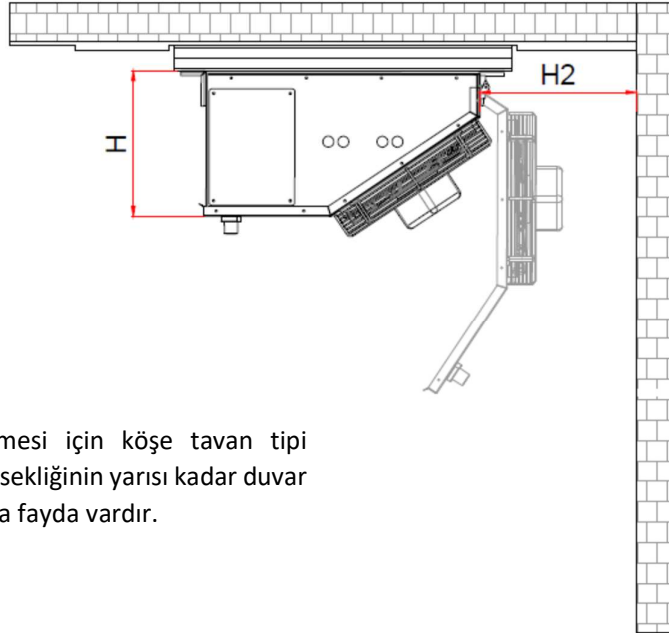 H2
H
mesi için köşe tavan tipi
sekliğinin yarısı kadar duvar
a fayda vardır.